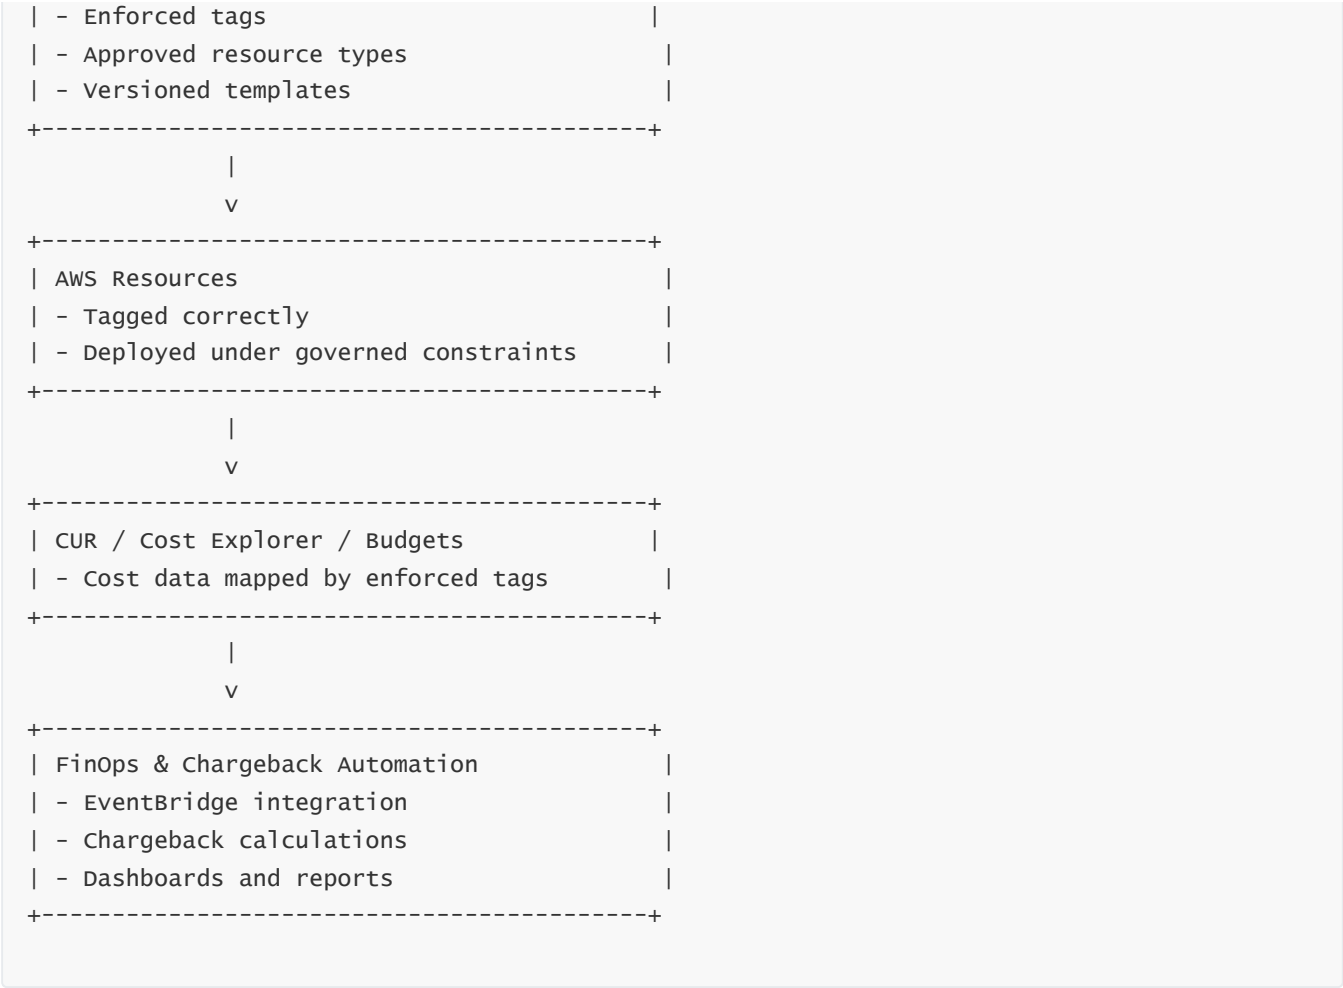 | - Enforced tags                           |
| - Approved resource types                  |
| - Versioned templates                      |
+-------------------------------------------+
              |
              v
+-------------------------------------------+
| AWS Resources                              |
| - Tagged correctly                         |
| - Deployed under governed constraints      |
+-------------------------------------------+
              |
              v
+-------------------------------------------+
| CUR / Cost Explorer / Budgets             |
| - Cost data mapped by enforced tags        |
+-------------------------------------------+
              |
              v
+-------------------------------------------+
| FinOps & Chargeback Automation             |
| - EventBridge integration                  |
| - Chargeback calculations                  |
| - Dashboards and reports                   |
+-------------------------------------------+